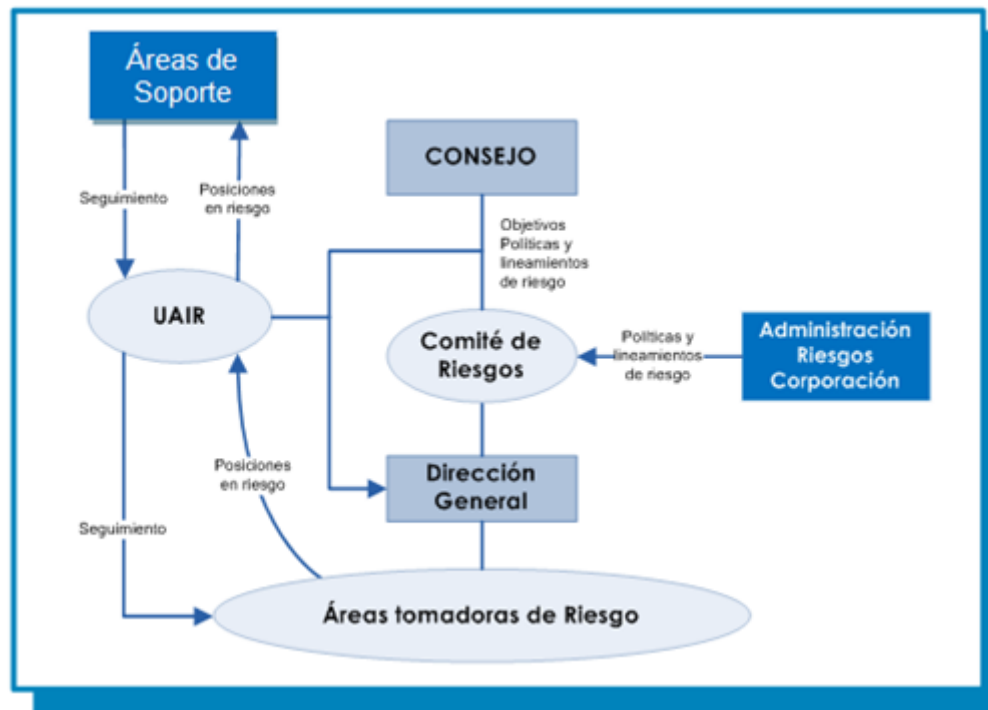 Áreas de
Soporte
CONSEJO
Seguimiento
Posiciones
en riesgo
Objetivos
Políticas y
lineamientos
de riesgo
UAIR
Comité de
Riesgos
Políticas y
lineamientos
de riesgo
Administración
Riesgos
Corporación
Posiciones
en riesgo
Dirección
General
Seguimiento
Áreas tomadoras de Riesgo